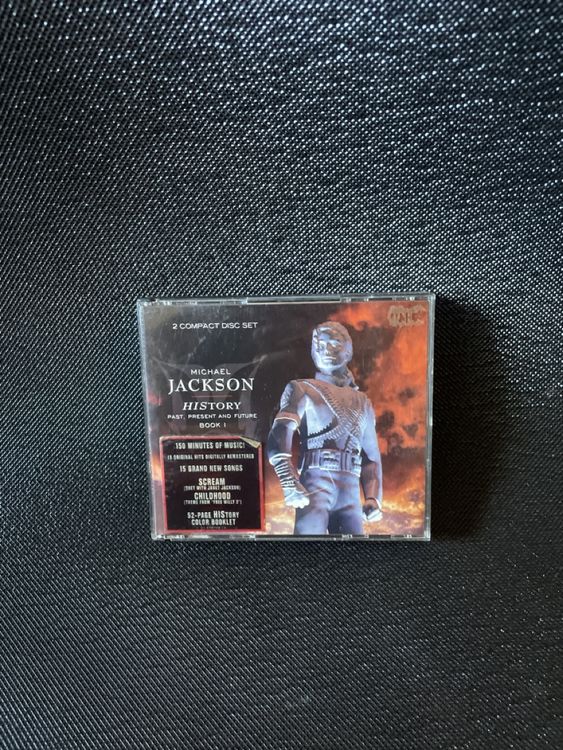 2 COMPACT DISC SET
MICHAEL
JACKSON
HISTORY
PAST, PRESENT AND FUTURE
BOOK I
150 MINUTES OF MUSIC!
15 ORIGINAL HITS DIGITALLY REMASTERED
15 BRAND NEW SONGS
SCREAM
(DUET WITH JANET JACKSON)
CHILDHOOD
(THEME FROM "FREE WILLY 2")
52-PAGE HIStory
COLOR BOOKLET